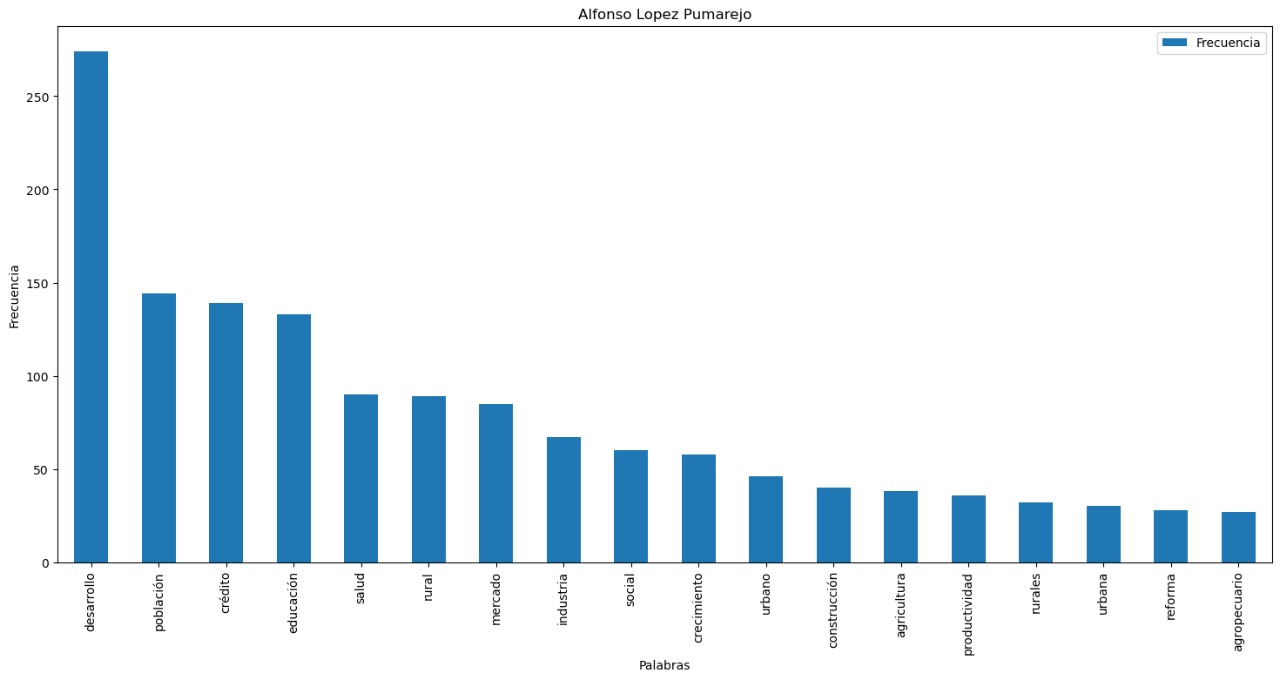 Alfonso Lopez Pumarejo
Frecuencia
Frecuencia
250
200
150
100
50
0
desarrollo
población
crédito
educación
salud
rural
mercado
industria
social
crecimiento
urbano
construcción
agricultura
productividad
rurales
urbana
reforma
agropecuario
Palabras